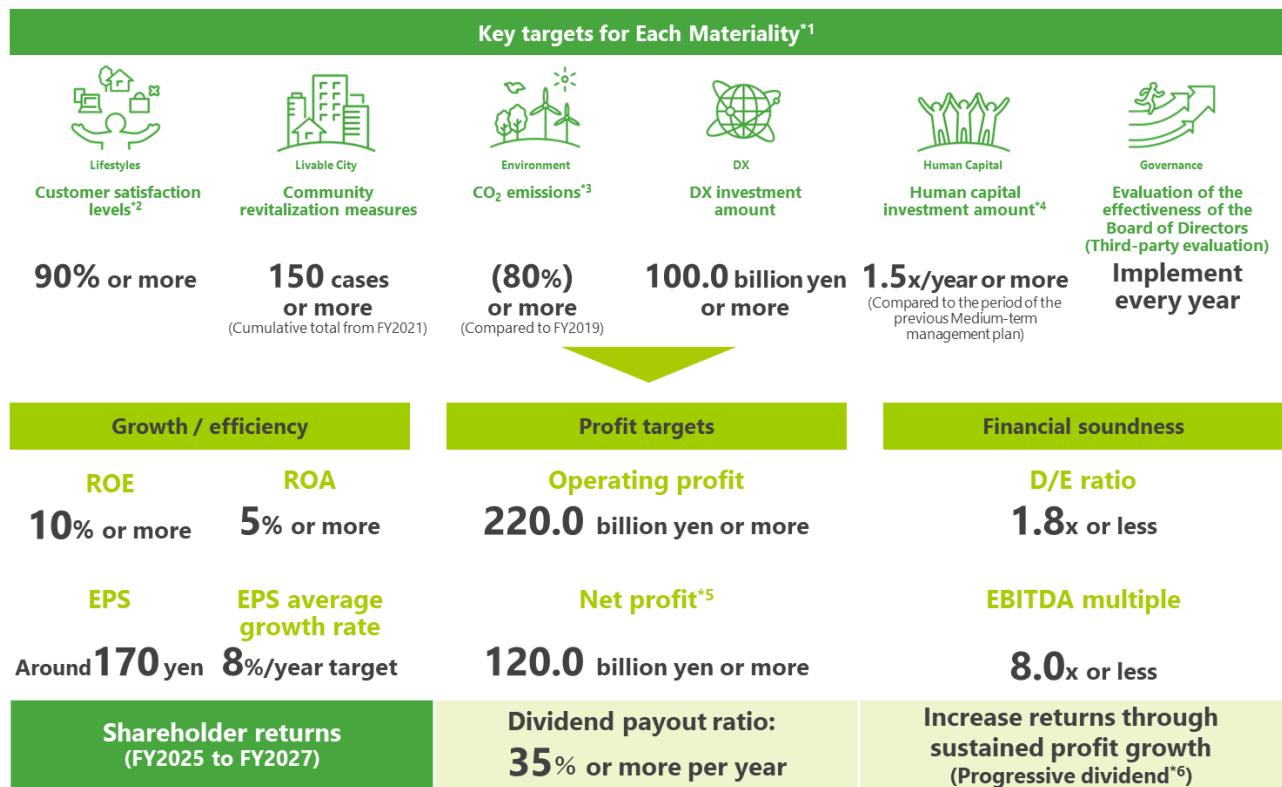 Key targets for Each Materiality*1
Lifestyles
Customer satisfaction
levels*2
90% or more
Livable City
Community
revitalization measures
150 cases
or more
(Cumulative total from FY2021)
Environment
CO2 emissions*3
(80%)
or more
(Compared to FY2019)
DX
DX investment
amount
100.0 billion yen
or more
Human Capital
Human capital
investment amount*4
1.5x/year or more
(Compared to the period of the
previous Medium-term
management plan)
Governance
Evaluation of the
effectiveness of the
Board of Directors
(Third-party evaluation)
Implement
every year
Growth / efficiency
ROE
10% or more
ROA
5% or more
EPS
Around 170 yen
EPS average
growth rate
8%/year target
Profit targets
Operating profit
220.0 billion yen or more
Net profit*5
120.0 billion yen or more
Financial soundness
D/E ratio
1.8x or less
EBITDA multiple
8.0x or less
Shareholder returns
(FY2025 to FY2027)
Dividend payout ratio:
35% or more per year
Increase returns through
sustained profit growth
(Progressive dividend*6)